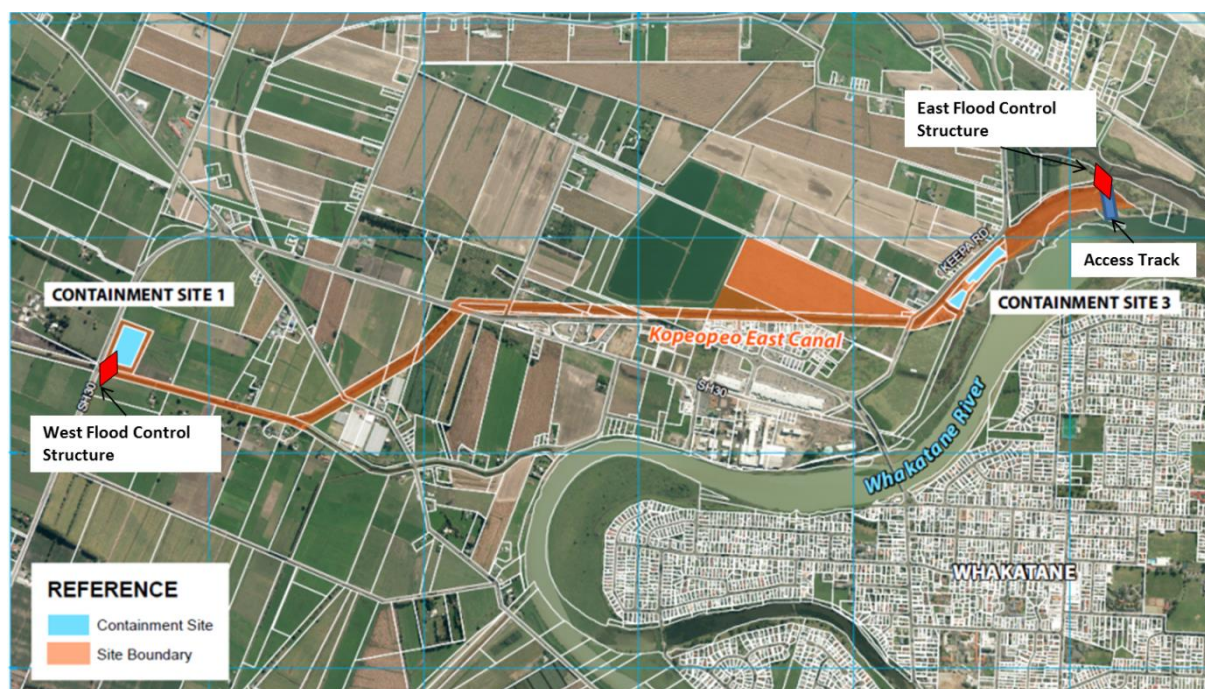 East Flood Control
Structure
KEEPA RD
Access Track
CONTAINMENT SITE 1
CONTAINMENT SITE 3
Kopeopeo East Canal
SH30
SH30
West Flood Control
Structure
Whakatane River
WHAKATANE
REFERENCE
Containment Site
Site Boundary